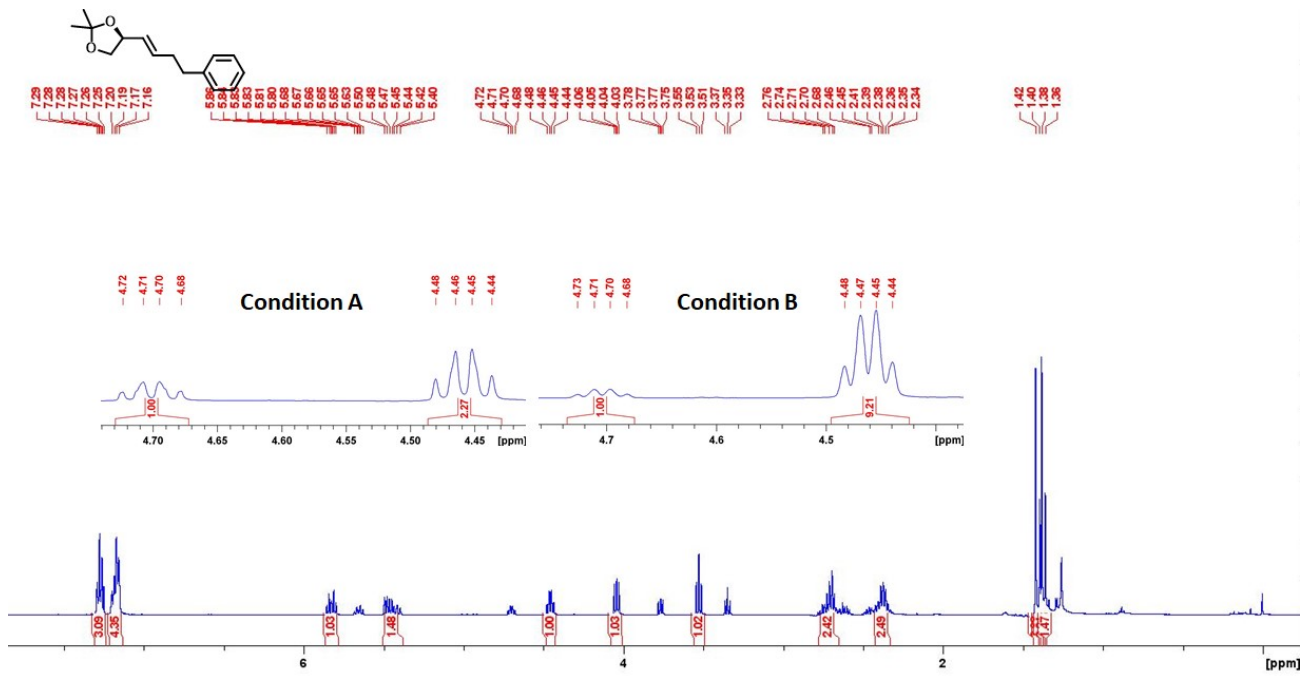 O
O
7.29 7.28 7.28 7.27 7.26 7.25 7.20 7.19 7.17 7.16 5.86 5.84 5.83 5.83 5.81 5.80 5.68 5.67 5.66 5.65 5.65 5.63 5.50 5.48 5.47 5.45 5.44 5.42 5.40 4.72 4.71 4.70 4.68 4.48 4.46 4.45 4.44 4.06 4.05 4.04 4.03 3.78 3.77 3.77 3.75 3.55 3.53 3.51 3.37 3.35 3.33 2.76 2.74 2.71 2.70 2.68 2.46 2.45 2.41 2.39 2.38 2.36 2.35 2.34 1.42 1.40 1.38 1.36
4.72 4.71 4.70 4.68 4.48 4.46 4.45 4.44
Condition A
1.00 2.27
4.70 4.65 4.60 4.55 4.50 4.45 [ppm]
4.73 4.71 4.70 4.68 4.48 4.47 4.45 4.44
Condition B
1.00 9.21
4.7 4.6 4.5 [ppm]
3.09 4.35 1.03 1.48 1.00 1.03 1.02 2.42 2.49 1.47
6 4 2 [ppm]